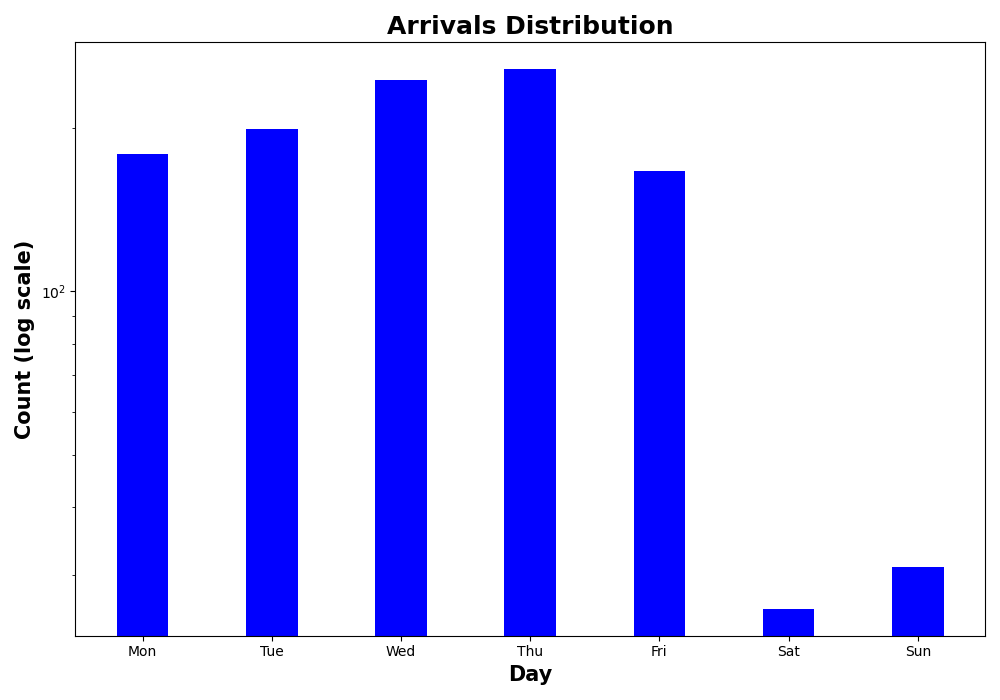 Arrivals Distribution
Count (log scale)
10²
Mon Tue Wed Thu Fri Sat Sun
Day